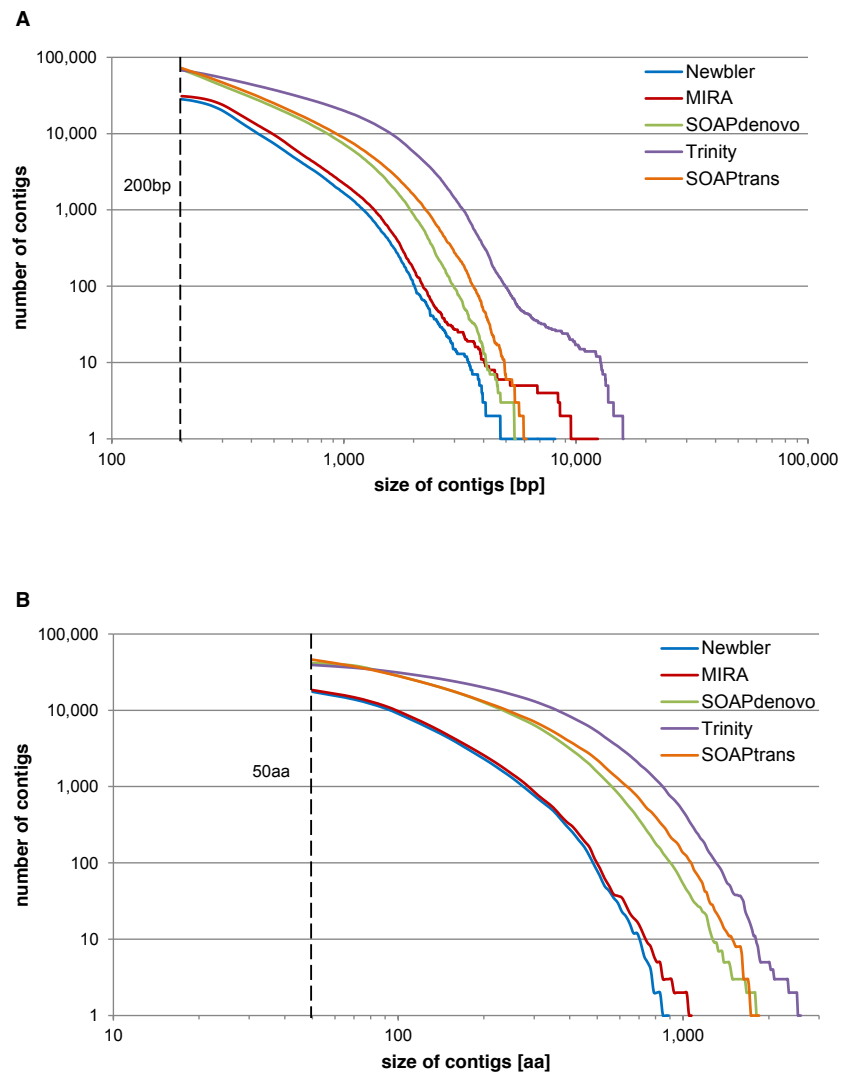 A
100,000
10,000
1,000
100
10
1
number of contigs
200bp
Newbler
MIRA
SOAPdenovo
Trinity
SOAPtrans
100
1,000
10,000
100,000
size of contigs [bp]
B
100,000
10,000
1,000
100
10
1
number of contigs
50aa
Newbler
MIRA
SOAPdenovo
Trinity
SOAPtrans
10
100
1,000
size of contigs [aa]